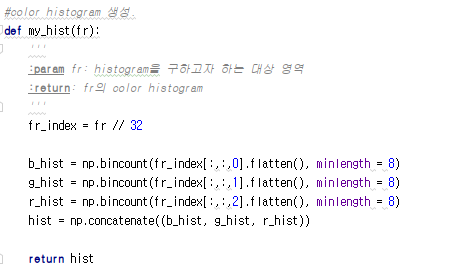 #color histogram 생성.
def my_hist(fr):
'''
:param fr: histogram을 구하고자 하는 대상 영역
:return: fr의 color histogram
'''
fr_index = fr // 32
b_hist = np.bincount(fr_index[:,:,0].flatten(), minlength = 8)
g_hist = np.bincount(fr_index[:,:,1].flatten(), minlength = 8)
r_hist = np.bincount(fr_index[:,:,2].flatten(), minlength = 8)
hist = np.concatenate((b_hist, g_hist, r_hist))
return hist